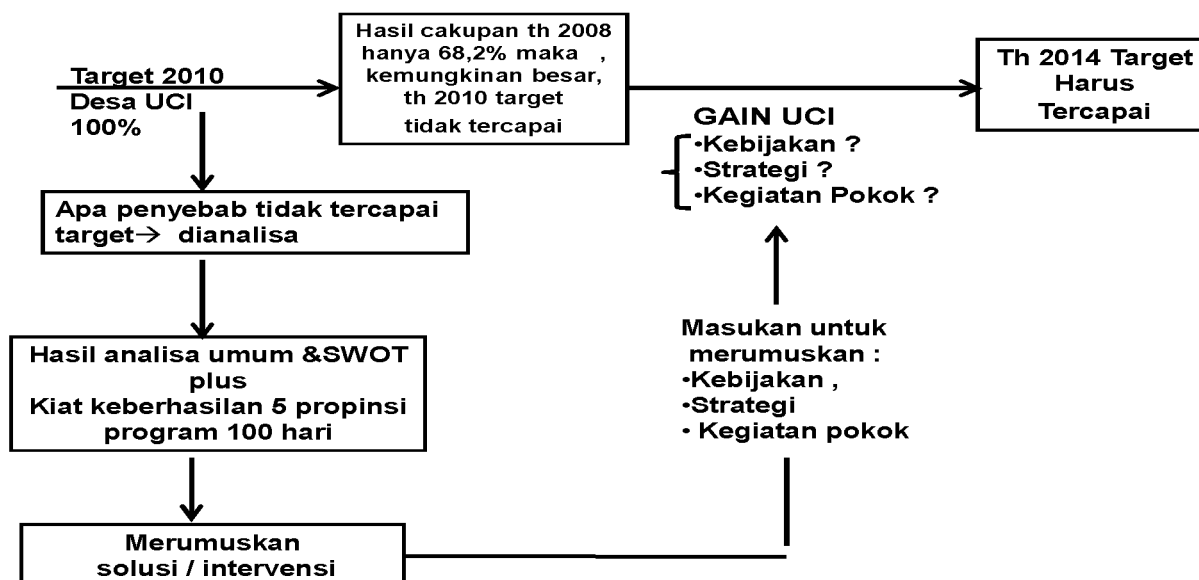 Target 2010
Desa UCI
100%
Hasil cakupan th 2008
hanya 68,2% maka ,
kemungkinan besar,
th 2010 target
tidak tercapai
Th 2014 Target
Harus
Tercapai
GAIN UCI
•Kebijakan ?
•Strategi ?
•Kegiatan Pokok ?
Apa penyebab tidak tercapai
target→ dianalisa
Hasil analisa umum &SWOT
plus
Kiat keberhasilan 5 propinsi
program 100 hari
Masukan untuk
merumuskan :
•Kebijakan ,
•Strategi
• Kegiatan pokok
Merumuskan
solusi / intervensi